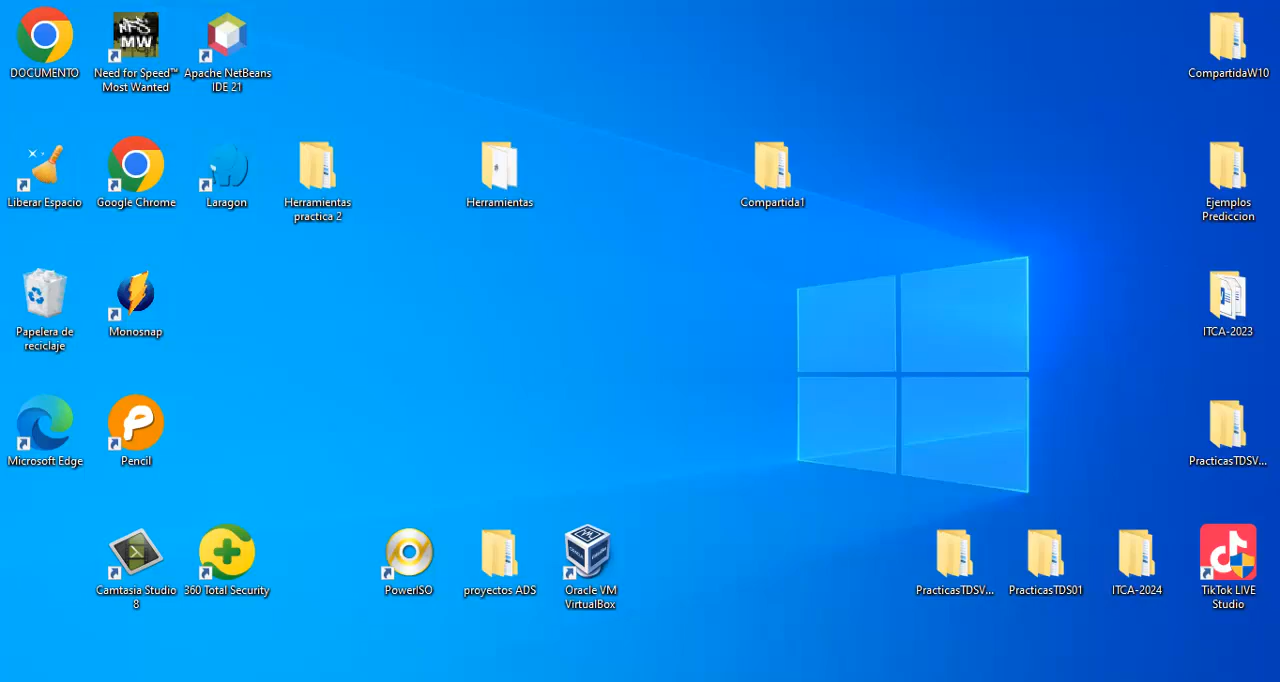 DOCUMENTO
NFS
MW
Need for Speed™
Most Wanted
Apache NetBeans
IDE 21
CompartidaW10
Liberar Espacio
Google Chrome
Laragon
Herramientas
practica 2
Herramientas
Compartida1
Ejemplos
Prediccion
Papelera de
reciclaje
Monosnap
ITCA-2023
Microsoft Edge
Pencil
PracticasTDSV...
Camtasia Studio
8
360 Total Security
PowerISO
proyectos ADS
Oracle VM
VirtualBox
PracticasTDSV...
PracticasTDS01
ITCA-2024
TikTok LIVE
Studio